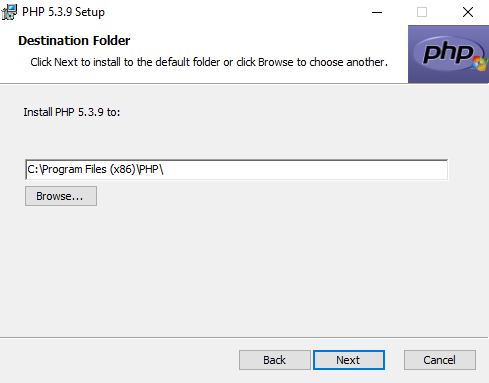 PHP 5.3.9 Setup
Destination Folder
Click Next to install to the default folder or click Browse to choose another.
php
Install PHP 5.3.9 to:
C:\Program Files (x86)\PHP\
Browse...
Back Next Cancel